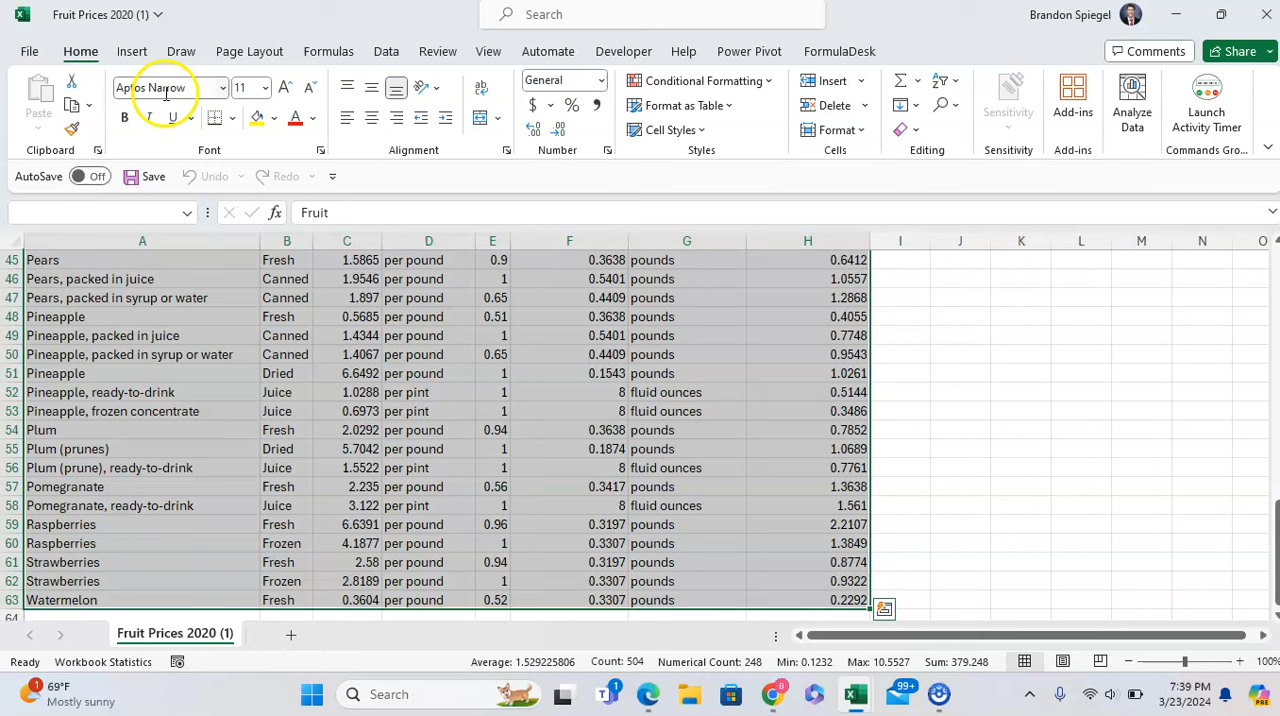 Fruit Prices 2020 (1)
Search
Brandon Spiegel
File Home Insert Draw Page Layout Formulas Data Review View Automate Developer Help Power Pivot FormulaDesk
Comments Share
Paste
Clipboard
Aptos Narrow 11
B I U
Font
Alignment
General
$ % ,
Number
Conditional Formatting
Format as Table
Cell Styles
Styles
Insert
Delete
Format
Cells
Editing
Sensitivity
Sensitivity
Add-ins
Add-ins
Analyze
Data
Launch
Activity Timer
Commands Gro...
AutoSave Off Save Undo Redo
fx Fruit
A B C D E F G H I J K L M N O
45 Pears Fresh 1.5865 per pound 0.9 0.3638 pounds 0.6412
46 Pears, packed in juice Canned 1.9546 per pound 1 0.5401 pounds 1.0557
47 Pears, packed in syrup or water Canned 1.897 per pound 0.65 0.4409 pounds 1.2868
48 Pineapple Fresh 0.5685 per pound 0.51 0.3638 pounds 0.4055
49 Pineapple, packed in juice Canned 1.4344 per pound 1 0.5401 pounds 0.7748
50 Pineapple, packed in syrup or water Canned 1.4067 per pound 0.65 0.4409 pounds 0.9543
51 Pineapple Dried 6.6492 per pound 1 0.1543 pounds 1.0261
52 Pineapple, ready-to-drink Juice 1.0288 per pint 1 8 fluid ounces 0.5144
53 Pineapple, frozen concentrate Juice 0.6973 per pint 1 8 fluid ounces 0.3486
54 Plum Fresh 2.0292 per pound 0.94 0.3638 pounds 0.7852
55 Plum (prunes) Dried 5.7042 per pound 1 0.1874 pounds 1.0689
56 Plum (prune), ready-to-drink Juice 1.5522 per pint 1 8 fluid ounces 0.7761
57 Pomegranate Fresh 2.235 per pound 0.56 0.3417 pounds 1.3638
58 Pomegranate, ready-to-drink Juice 3.122 per pint 1 8 fluid ounces 1.561
59 Raspberries Fresh 6.6391 per pound 0.96 0.3197 pounds 2.2107
60 Raspberries Frozen 4.1877 per pound 1 0.3307 pounds 1.3849
61 Strawberries Fresh 2.58 per pound 0.94 0.3197 pounds 0.8774
62 Strawberries Frozen 2.8189 per pound 1 0.3307 pounds 0.9322
63 Watermelon Fresh 0.3604 per pound 0.52 0.3307 pounds 0.2292
64
Fruit Prices 2020 (1)
Ready Workbook Statistics Average: 1.529225806 Count: 504 Numerical Count: 248 Min: 0.1232 Max: 10.5527 Sum: 379.248 100%
1 69°F
Mostly sunny
Search
1
8
99+
7:39 PM
3/23/2024
PRE